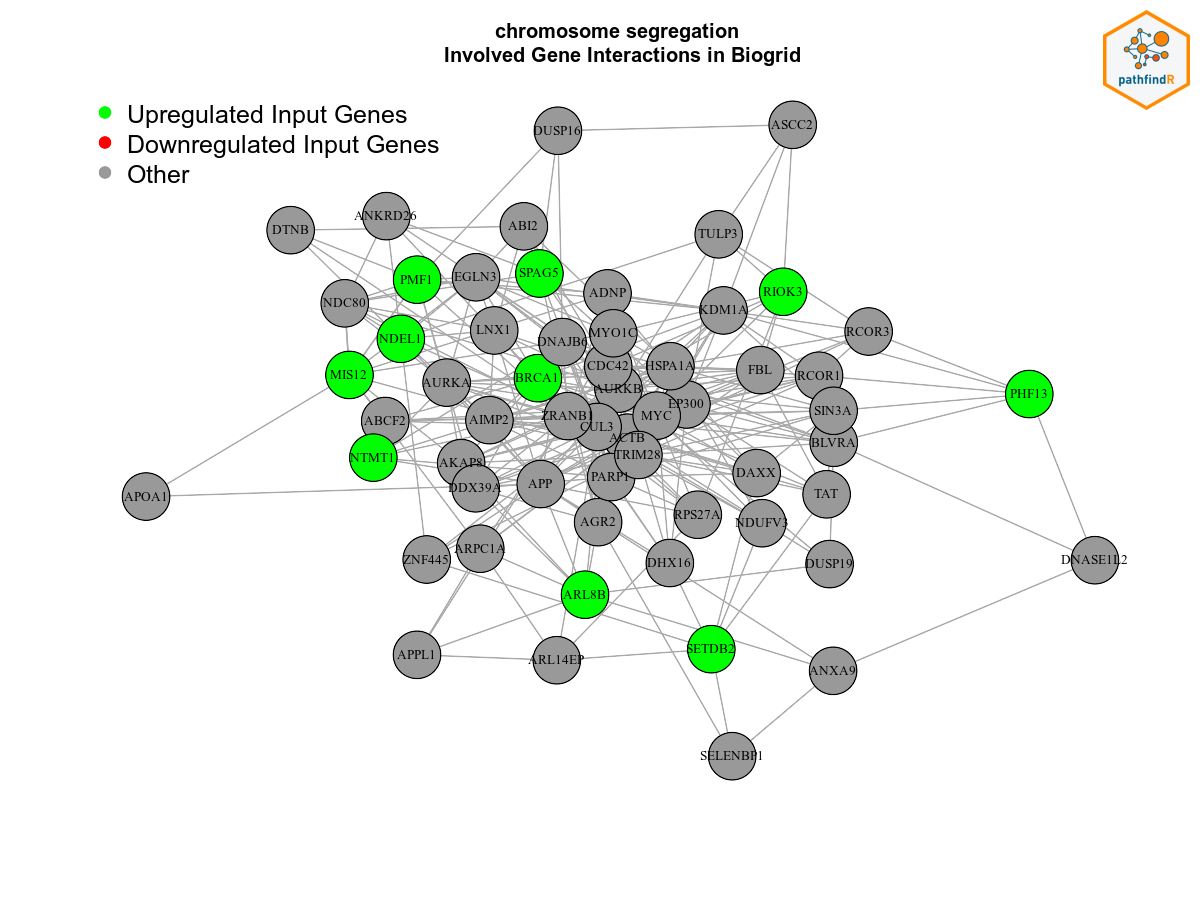 chromosome segregation
Involved Gene Interactions in Biogrid
pathfindR
Upregulated Input Genes
Downregulated Input Genes
Other
DUSP16
ASCC2
ANKRD26
DTNB
ABI2
TULP3
PMF1
EGLN3
SPAG5
ADNP
RIOK3
NDC80
KDM1A
LNX1
MYO1C
RCOR3
NDEL1
DNAJB6
CDC42
HSPA1A
FBL
RCOR1
MIS12
AURKA
BRCA1
AURKB
PHF13
EP300
ABCF2
AIMP2
ZRANB1
MYC
SIN3A
CUL3
ACTB
BLVRA
NTMT1
AKAP8
TRIM28
DDX39A
APP
PARP1
DAXX
TAT
APOA1
AGR2
RPS27A
NDUFV3
ZNF445
ARPC1A
DHX16
DUSP19
DNASE1L2
ARL8B
APPL1
ARL14EP
SETDB2
ANXA9
SELENBP1